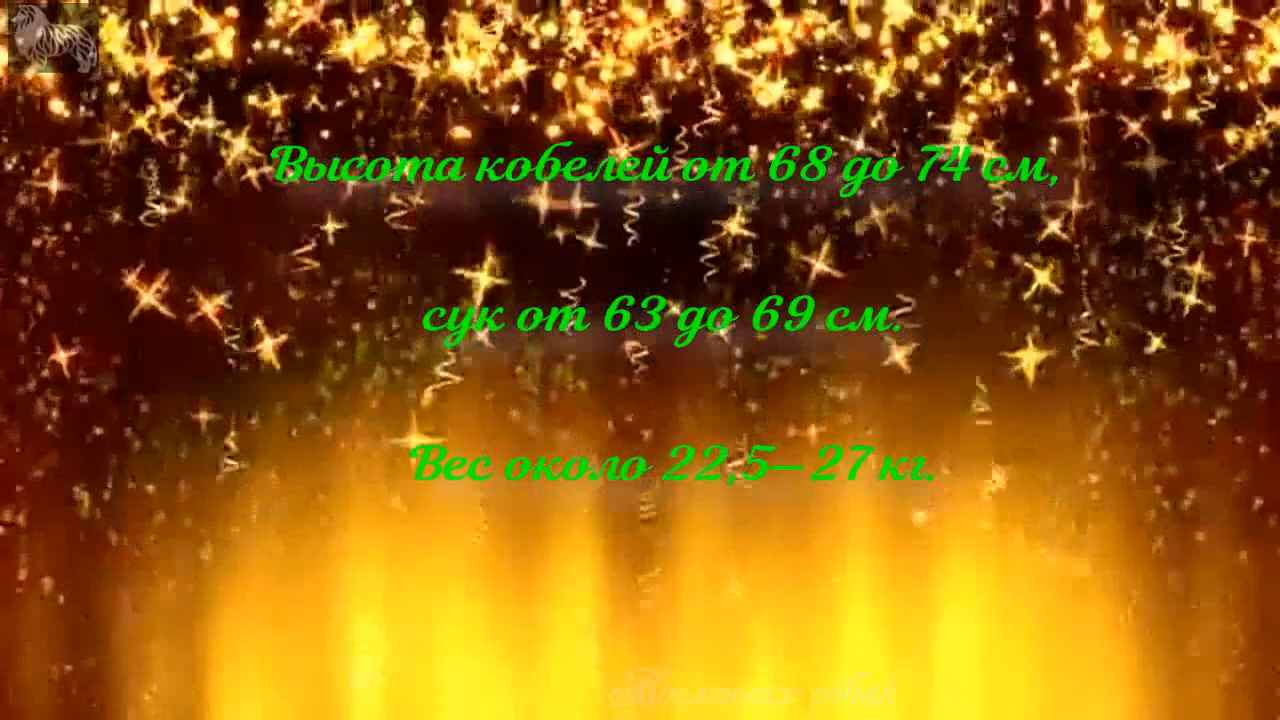 Высота кобелей от 68 до 74 см,
сук от 63 до 69 см.
Вес около 22,5– 27 кг.